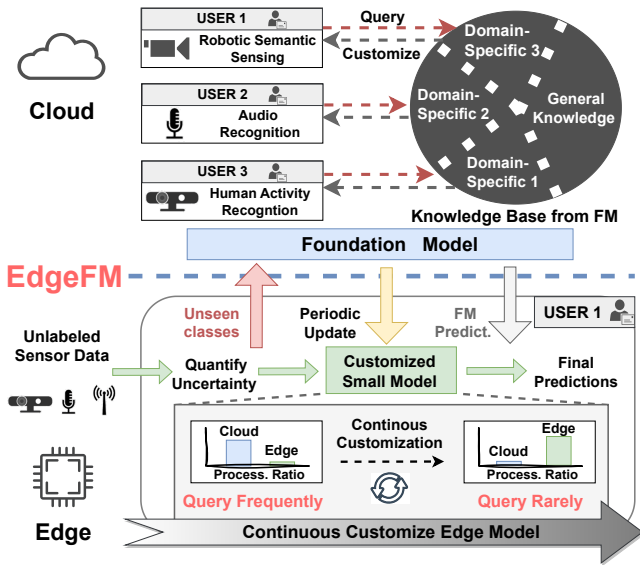 USER 1
Robotic Semantic
Sensing
Query
Customize
Domain-
Specific 3
Cloud
USER 2
Audio
Recognition
Domain-
Specific 2
General
Knowledge
USER 3
Human Activity
Recogntion
Domain-
Specific 1
Knowledge Base from FM
Foundation Model
EdgeFM
Unseen
classes
Periodic
Update
FM
Predict.
USER 1
Unlabeled
Sensor Data
Quantify
Uncertainty
Customized
Small Model
Final
Predictions
Cloud
Edge
Process. Ratio
Continous
Customization
Cloud
Edge
Process. Ratio
Query Frequently
Query Rarely
Edge
Continuous Customize Edge Model